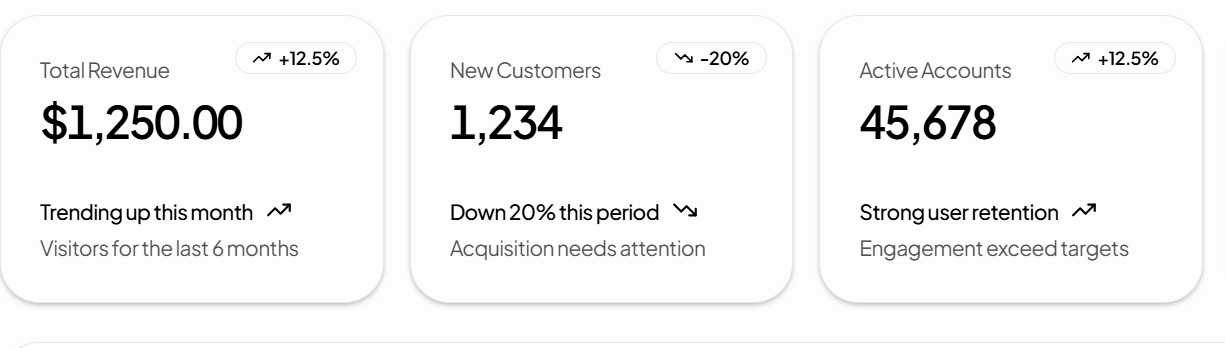 Total Revenue
+12.5%
$1,250.00
Trending up this month
Visitors for the last 6 months
New Customers
-20%
1,234
Down 20% this period
Acquisition needs attention
Active Accounts
+12.5%
45,678
Strong user retention
Engagement exceed targets